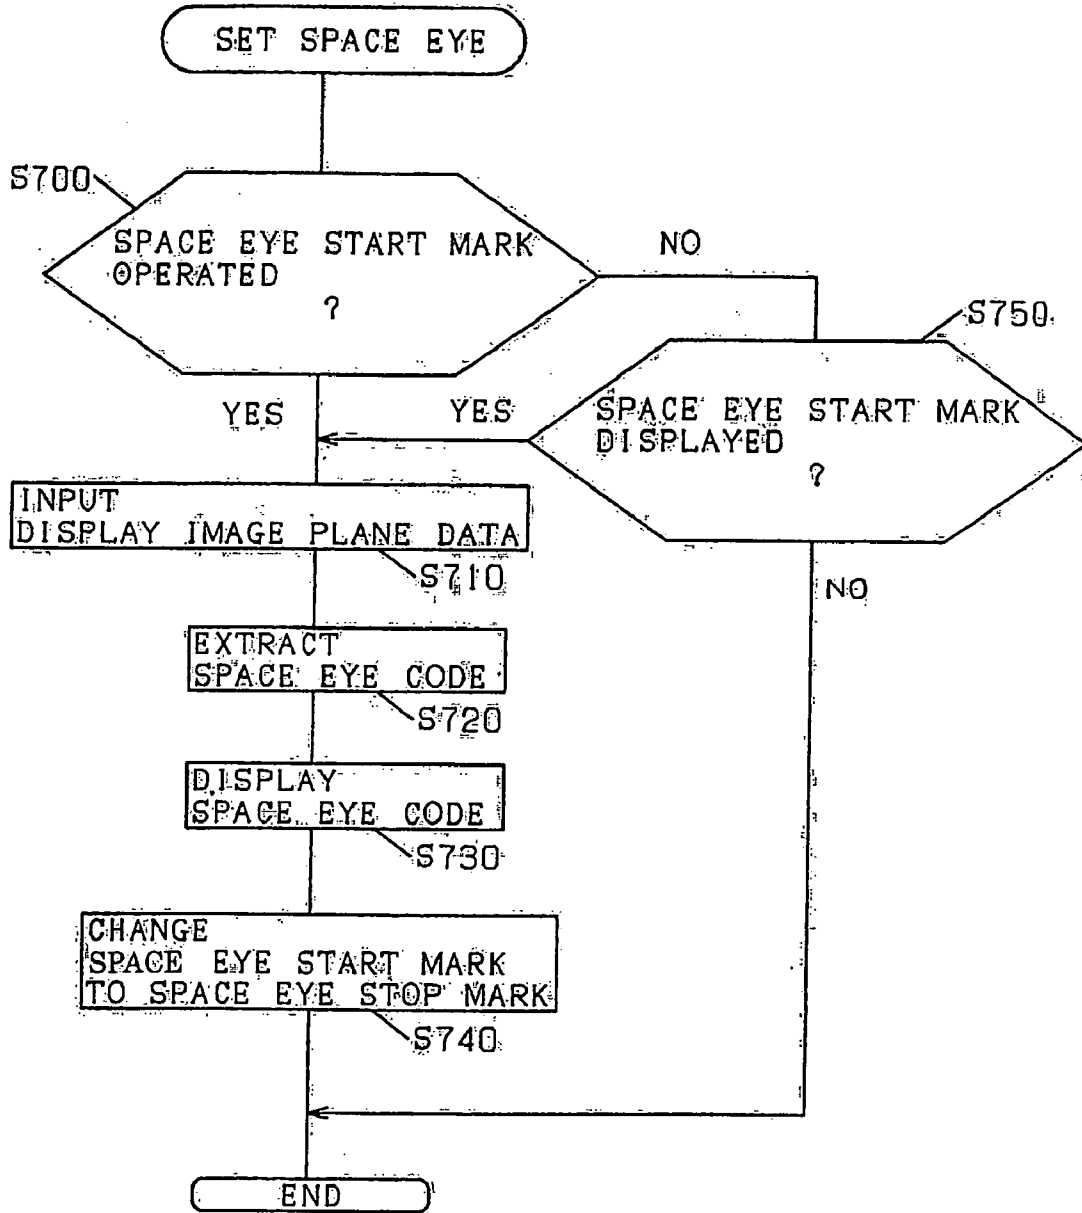 SET SPACE EYE
S700
SPACE EYE START MARK
OPERATED
?
NO
S750
YES
YES
SPACE EYE START MARK
DISPLAYED
?
INPUT
DISPLAY IMAGE PLANE DATA
S710
NO
EXTRACT
SPACE EYE CODE
S720
DISPLAY
SPACE EYE CODE
S730
CHANGE
SPACE EYE START MARK
TO SPACE EYE STOP MARK
S740
END